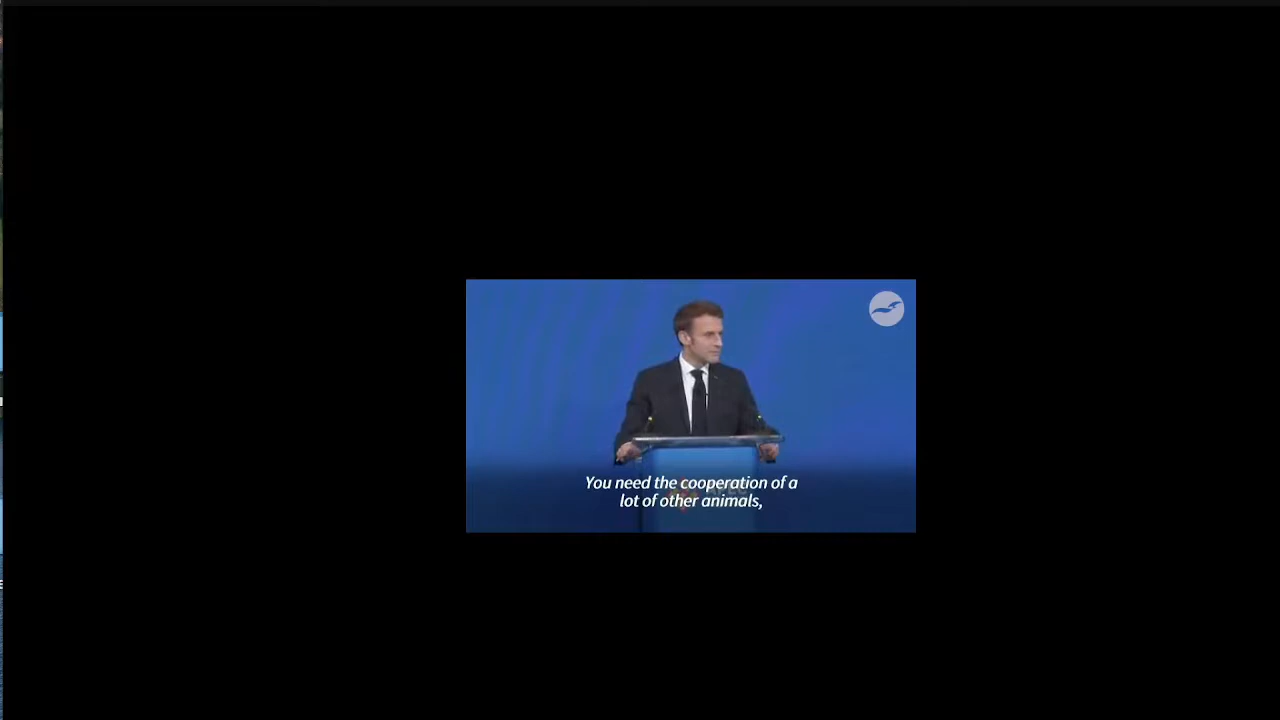 You need the cooperation of a
lot of other animals,